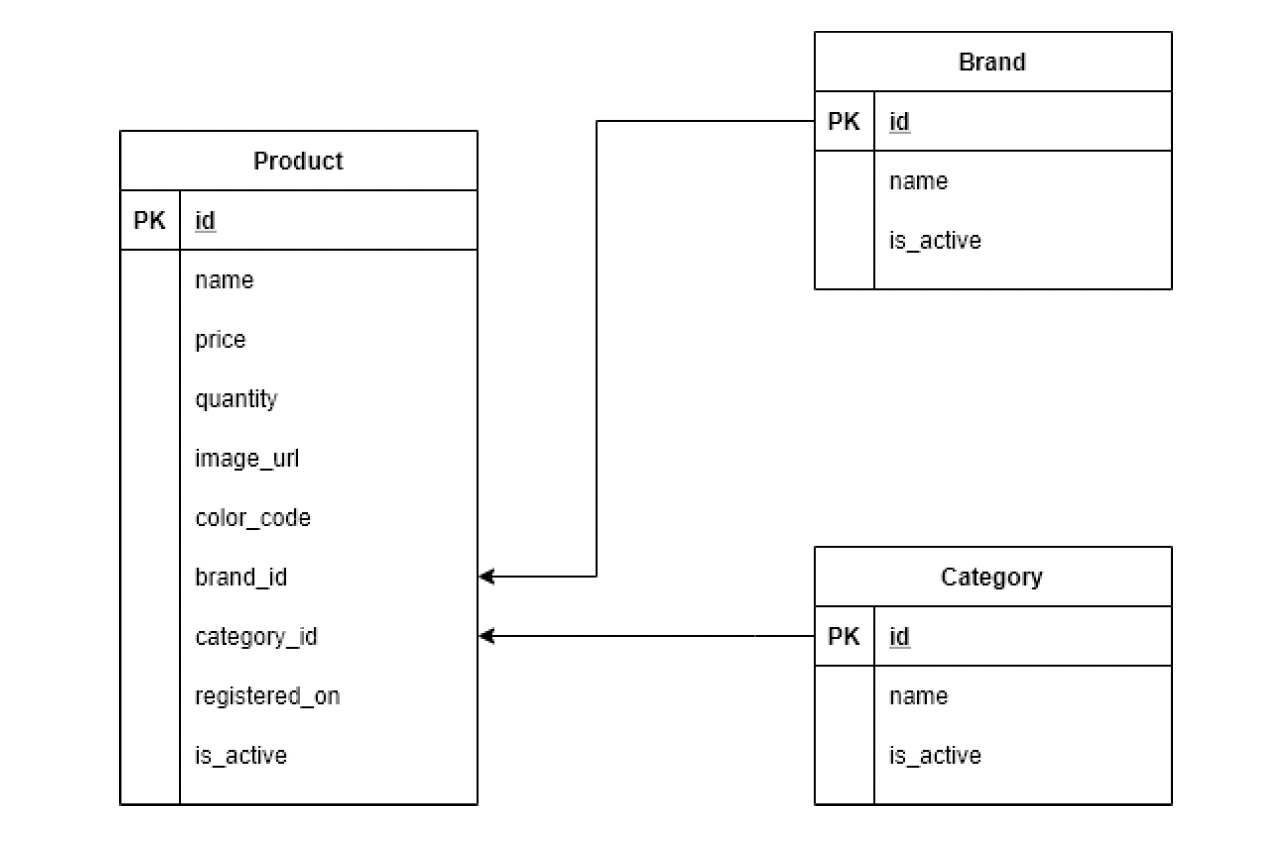 Product
PK id
name
price
quantity
image_url
color_code
brand_id
category_id
registered_on
is_active
Brand
PK id
name
is_active
Category
PK id
name
is_active